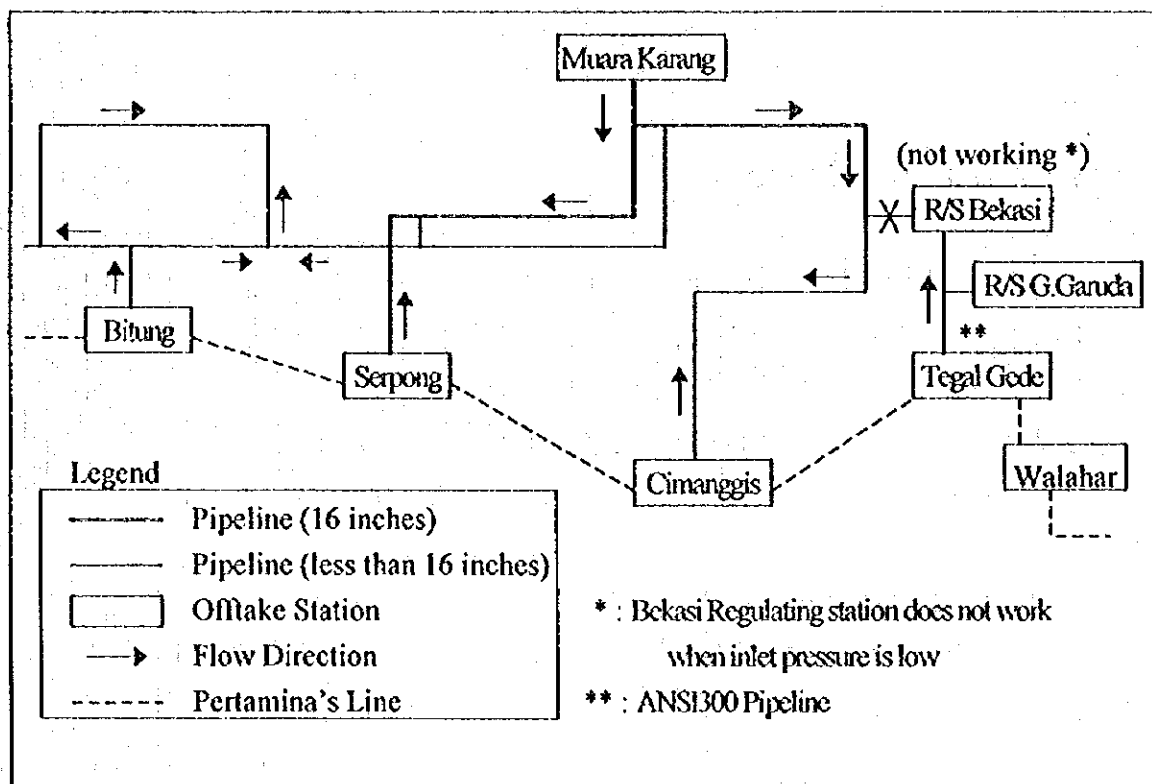 Muara Karang
(not working *)
R/S Bekasi
R/S G.Garuda
**
Bitung
Serpong
Tegal Gede
Cimanggis
Walahar
Legend
Pipeline (16 inches)
Pipeline (less than 16 inches)
Offtake Station
Flow Direction
Pertamina's Line
* : Bekasi Regulating station does not work
when inlet pressure is low
** : ANSI300 Pipeline